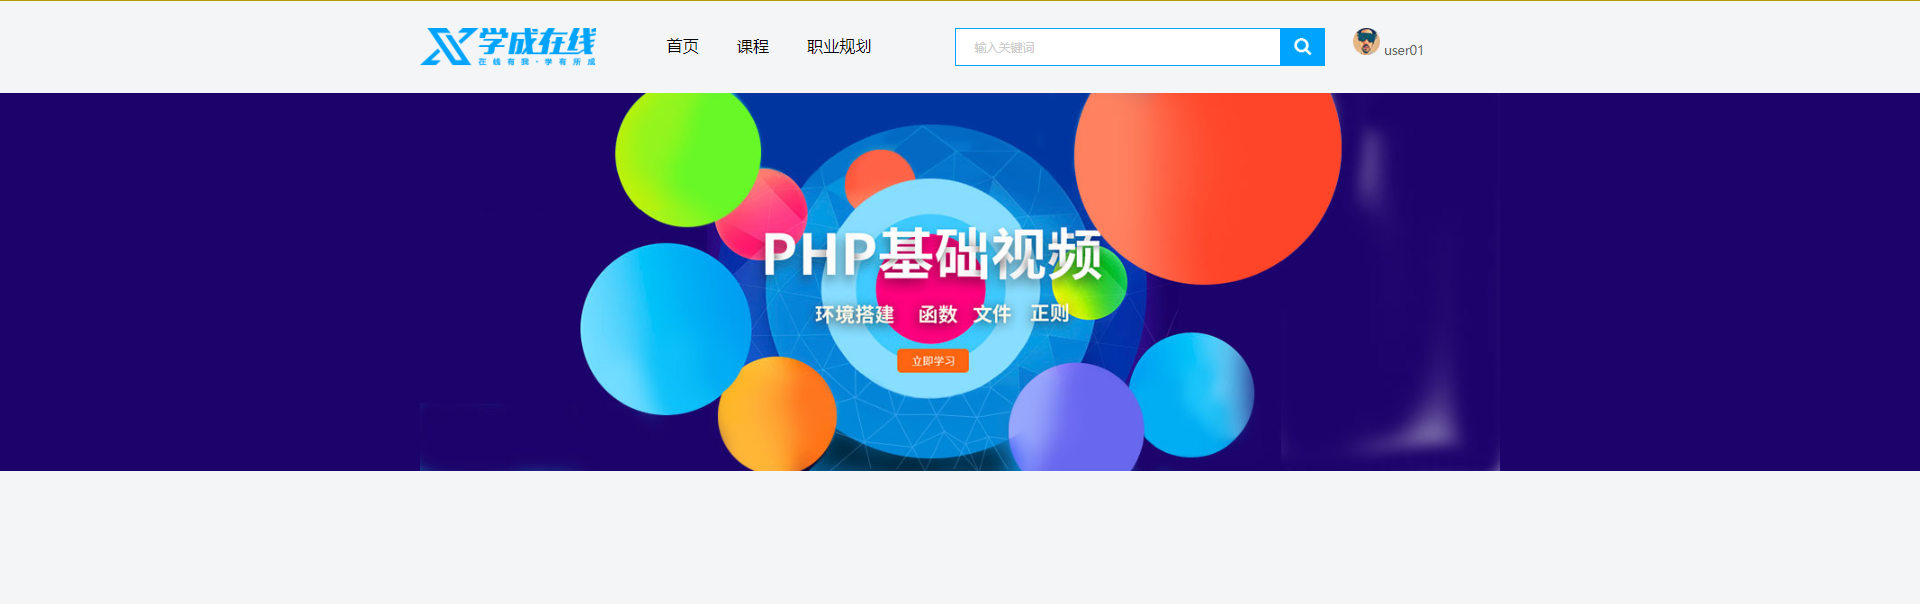 学成在线
在线有我·学有所成
首页 课程 职业规划
输入关键词
user01
PHP基础视频
环境搭建 函数 文件 正则
立即学习